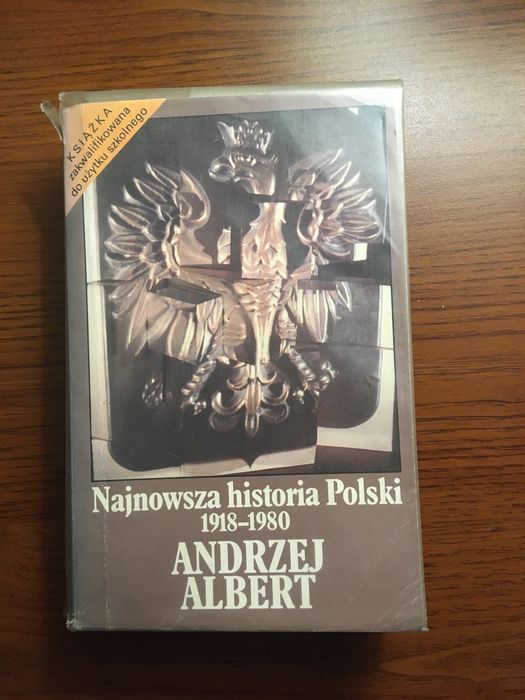 KSIĄŻKA
zakwalifikowana
do użytku szkolnego
Najnowsza historia Polski
1918–1980
ANDRZEJ
ALBERT